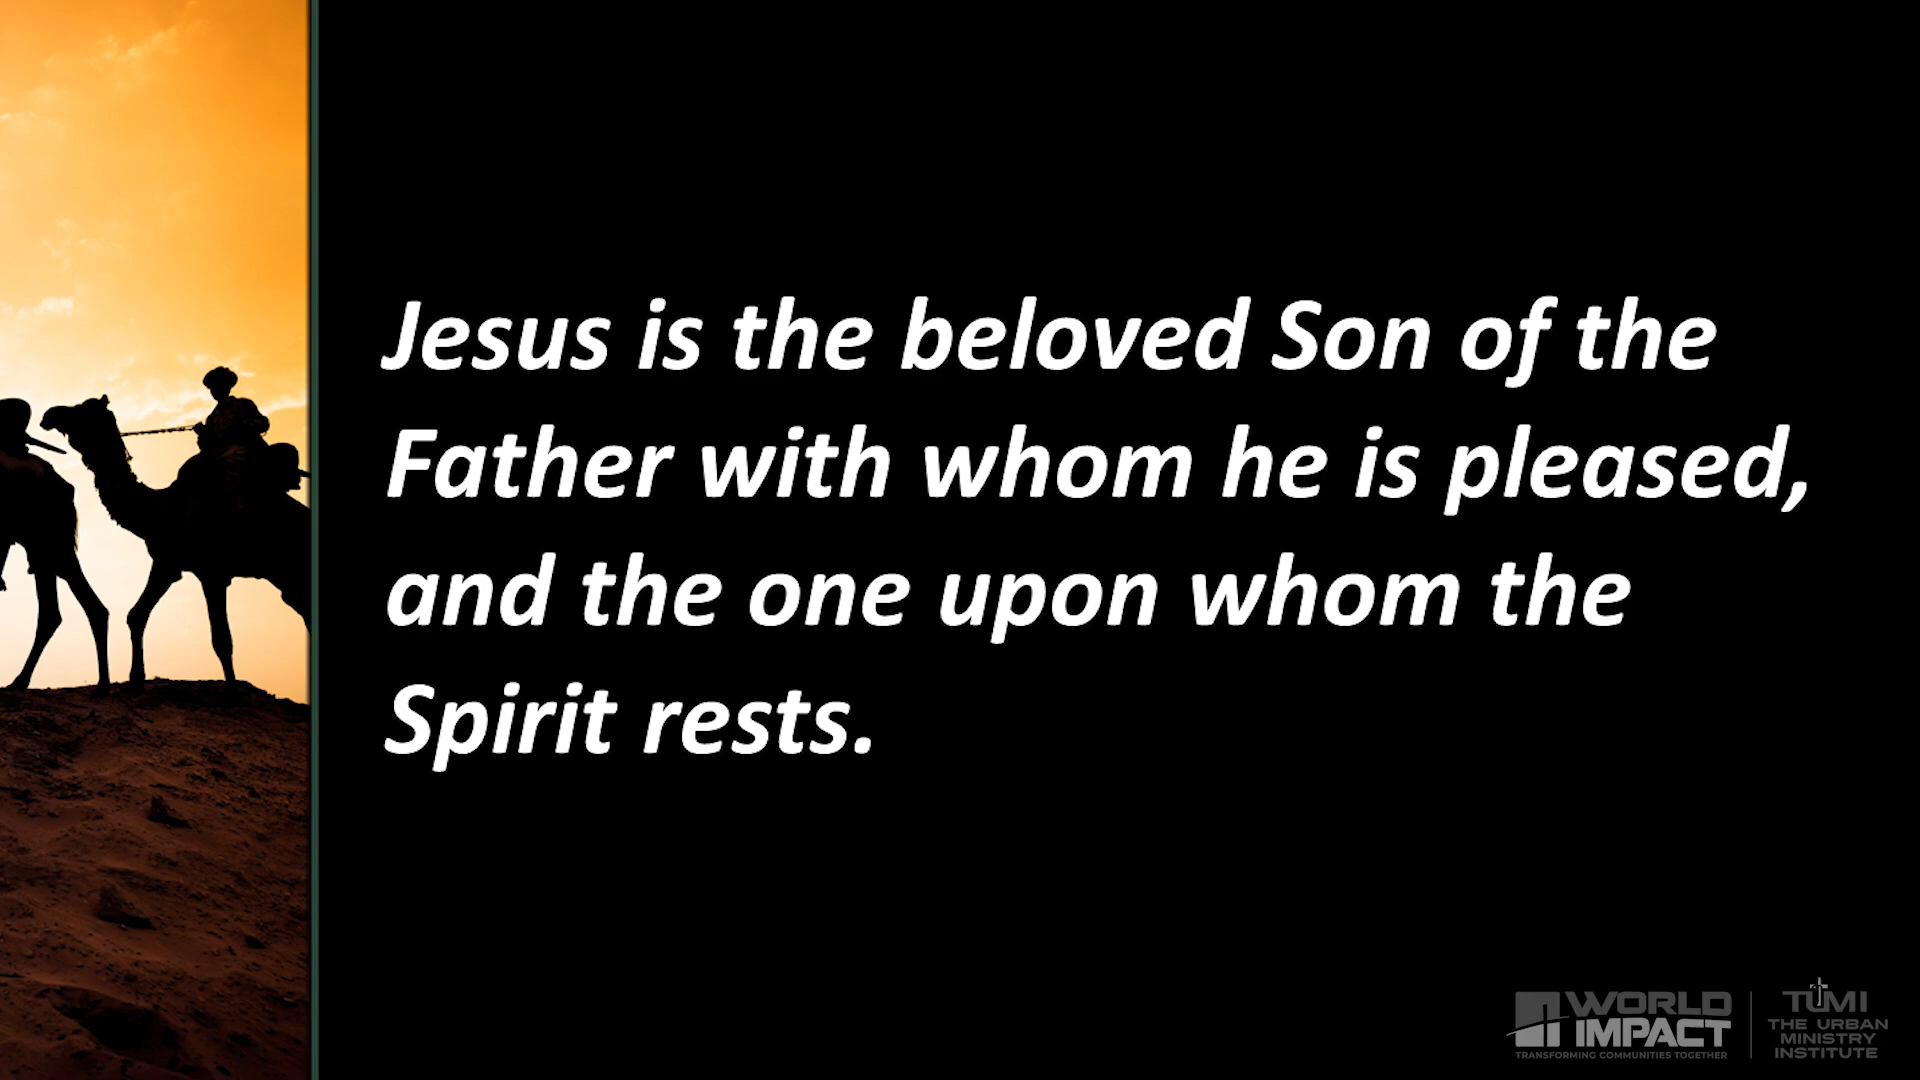 Jesus is the beloved Son of the
Father with whom he is pleased,
and the one upon whom the
Spirit rests.
WORLD
IMPACT
TRANSFORMING COMMUNITIES TOGETHER
TUMI
THE URBAN
MINISTRY
INSTITUTE